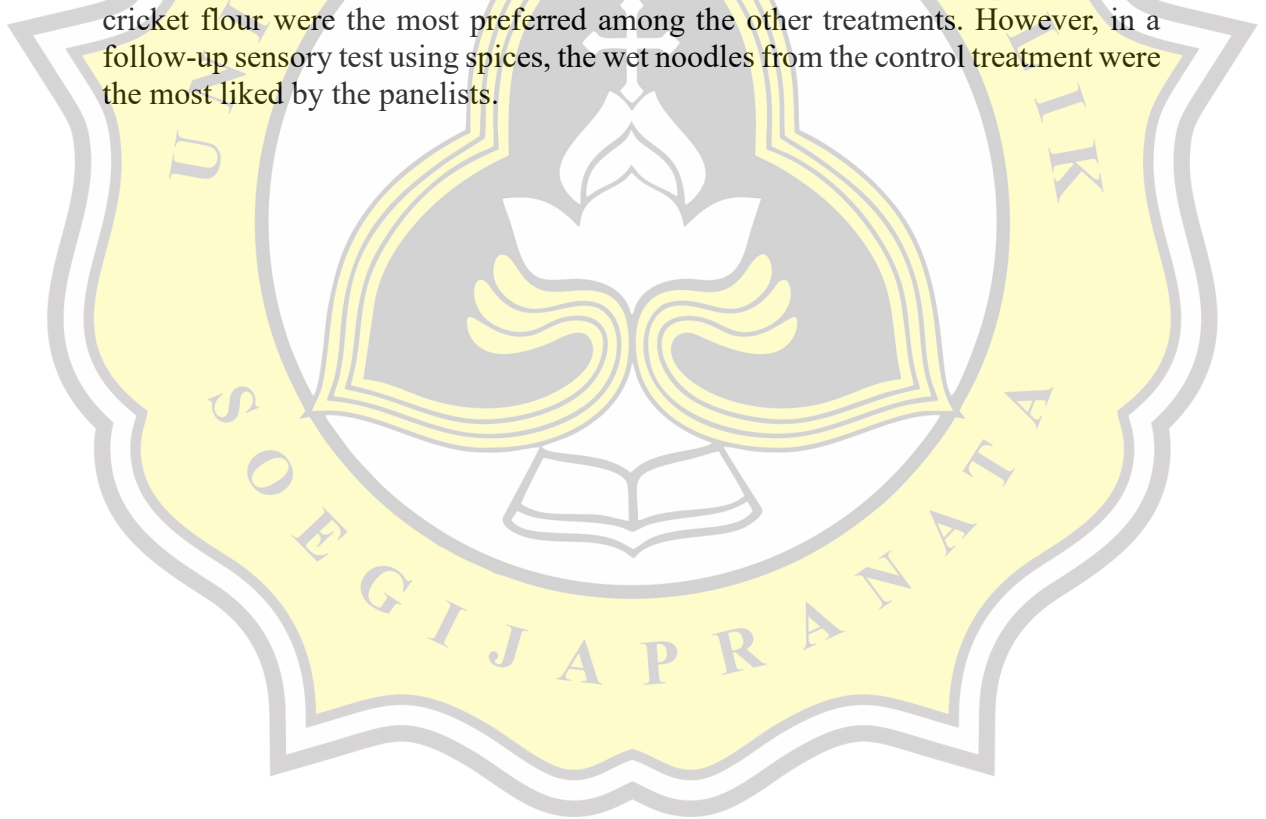 cricket flour were the most preferred among the other treatments. However, in a
follow-up sensory test using spices, the wet noodles from the control treatment were
the most liked by the panelists.
U N I
I I K
S O E G I J A P R A N A T A